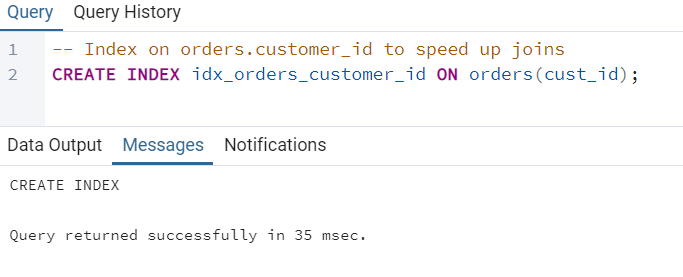 Query Query History
1 -- Index on orders.customer_id to speed up joins
2 CREATE INDEX idx_orders_customer_id ON orders(cust_id);
Data Output Messages Notifications
CREATE INDEX
Query returned successfully in 35 msec.